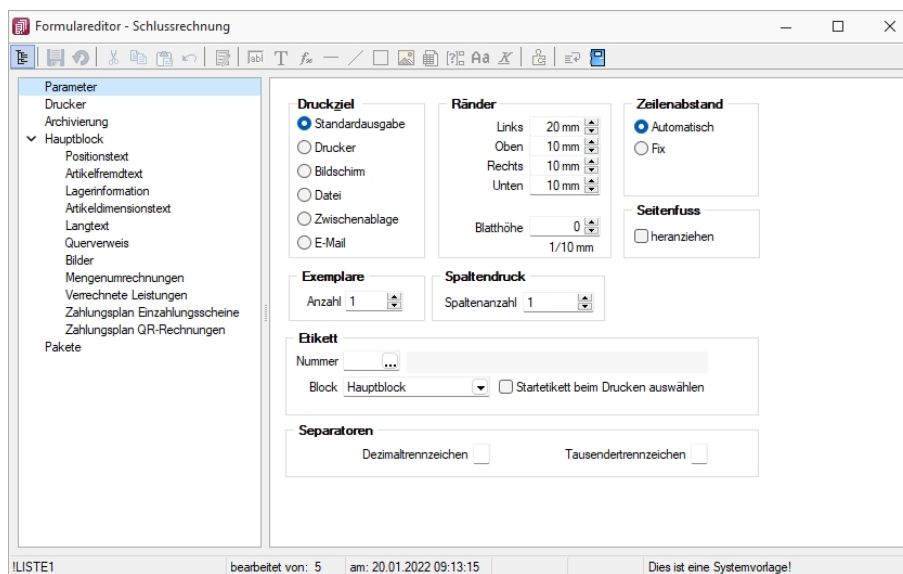 Formulareditor - Schlussrechnung
Parameter
Drucker
Archivierung
Hauptblock
Positionstext
Artikelfremdtext
Lagerinformation
Artikeldimensionstext
Langtext
Querverweis
Bilder
Mengenumrechnungen
Verrechnete Leistungen
Zahlungsplan Einzahlungsscheine
Zahlungsplan QR-Rechnungen
Pakete
Druckziel
Standardausgabe
Drucker
Bildschirm
Datei
Zwischenablage
E-Mail
Ränder
Links 20 mm
Oben 10 mm
Rechts 10 mm
Unten 10 mm
Blatthöhe 0
1/10 mm
Zeilenabstand
Automatisch
Fix
Seitenfuss
heranziehen
Exemplare
Anzahl 1
Spaltendruck
Spaltenanzahl 1
Etikett
Nummer ...
Block Hauptblock Startetikett beim Drucken auswählen
Separatoren
Dezimaltrennzeichen Tausendertrennzeichen
!LISTE1 bearbeitet von: 5 am: 20.01.2022 09:13:15 Dies ist eine Systemvorlage!